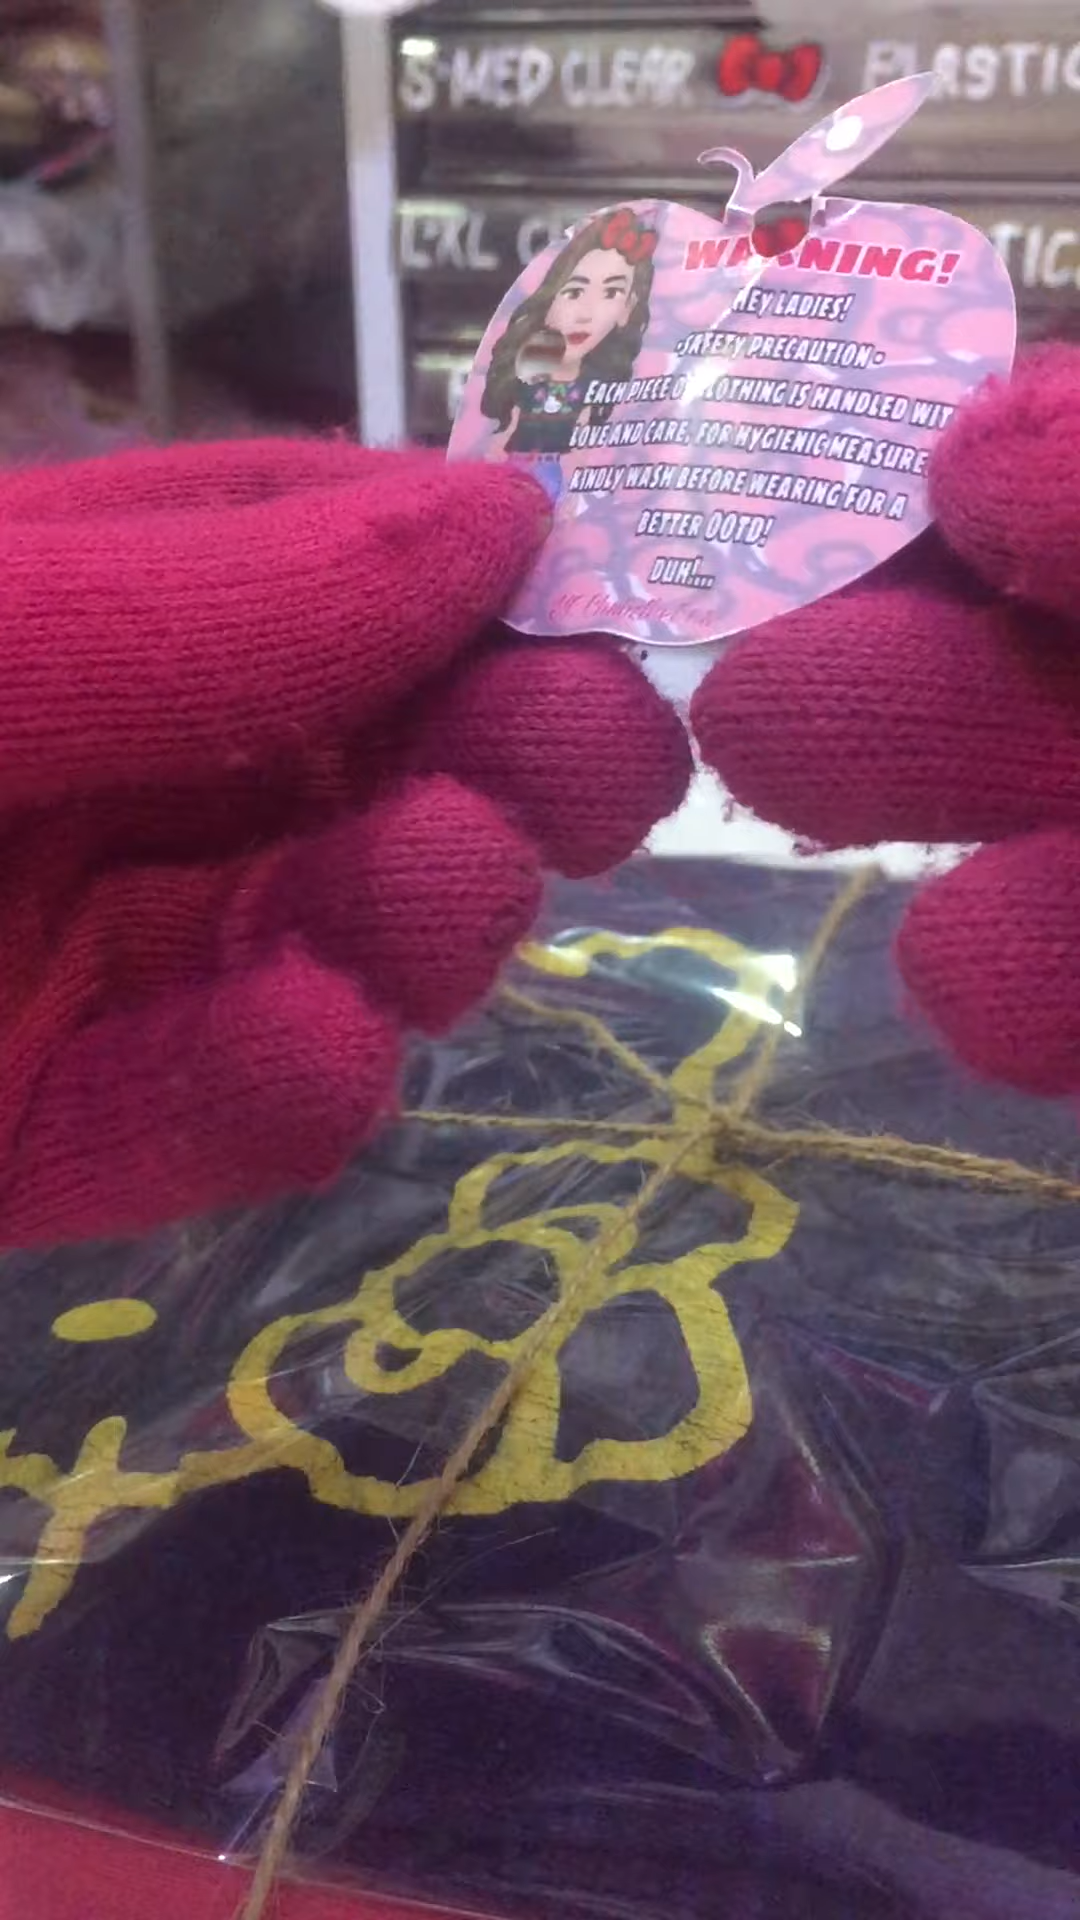 S-MED CLEAR PLASTIC
L-XL
WARNING!
HEY LADIES!
•SAFETY PRECAUTION•
EACH PIECE OF CLOTHING IS HANDLED WIT
LOVE AND CARE, FOR HYGIENIC MEASURE
KINDLY WASH BEFORE WEARING FOR A
BETTER OOTD!
DUH!...